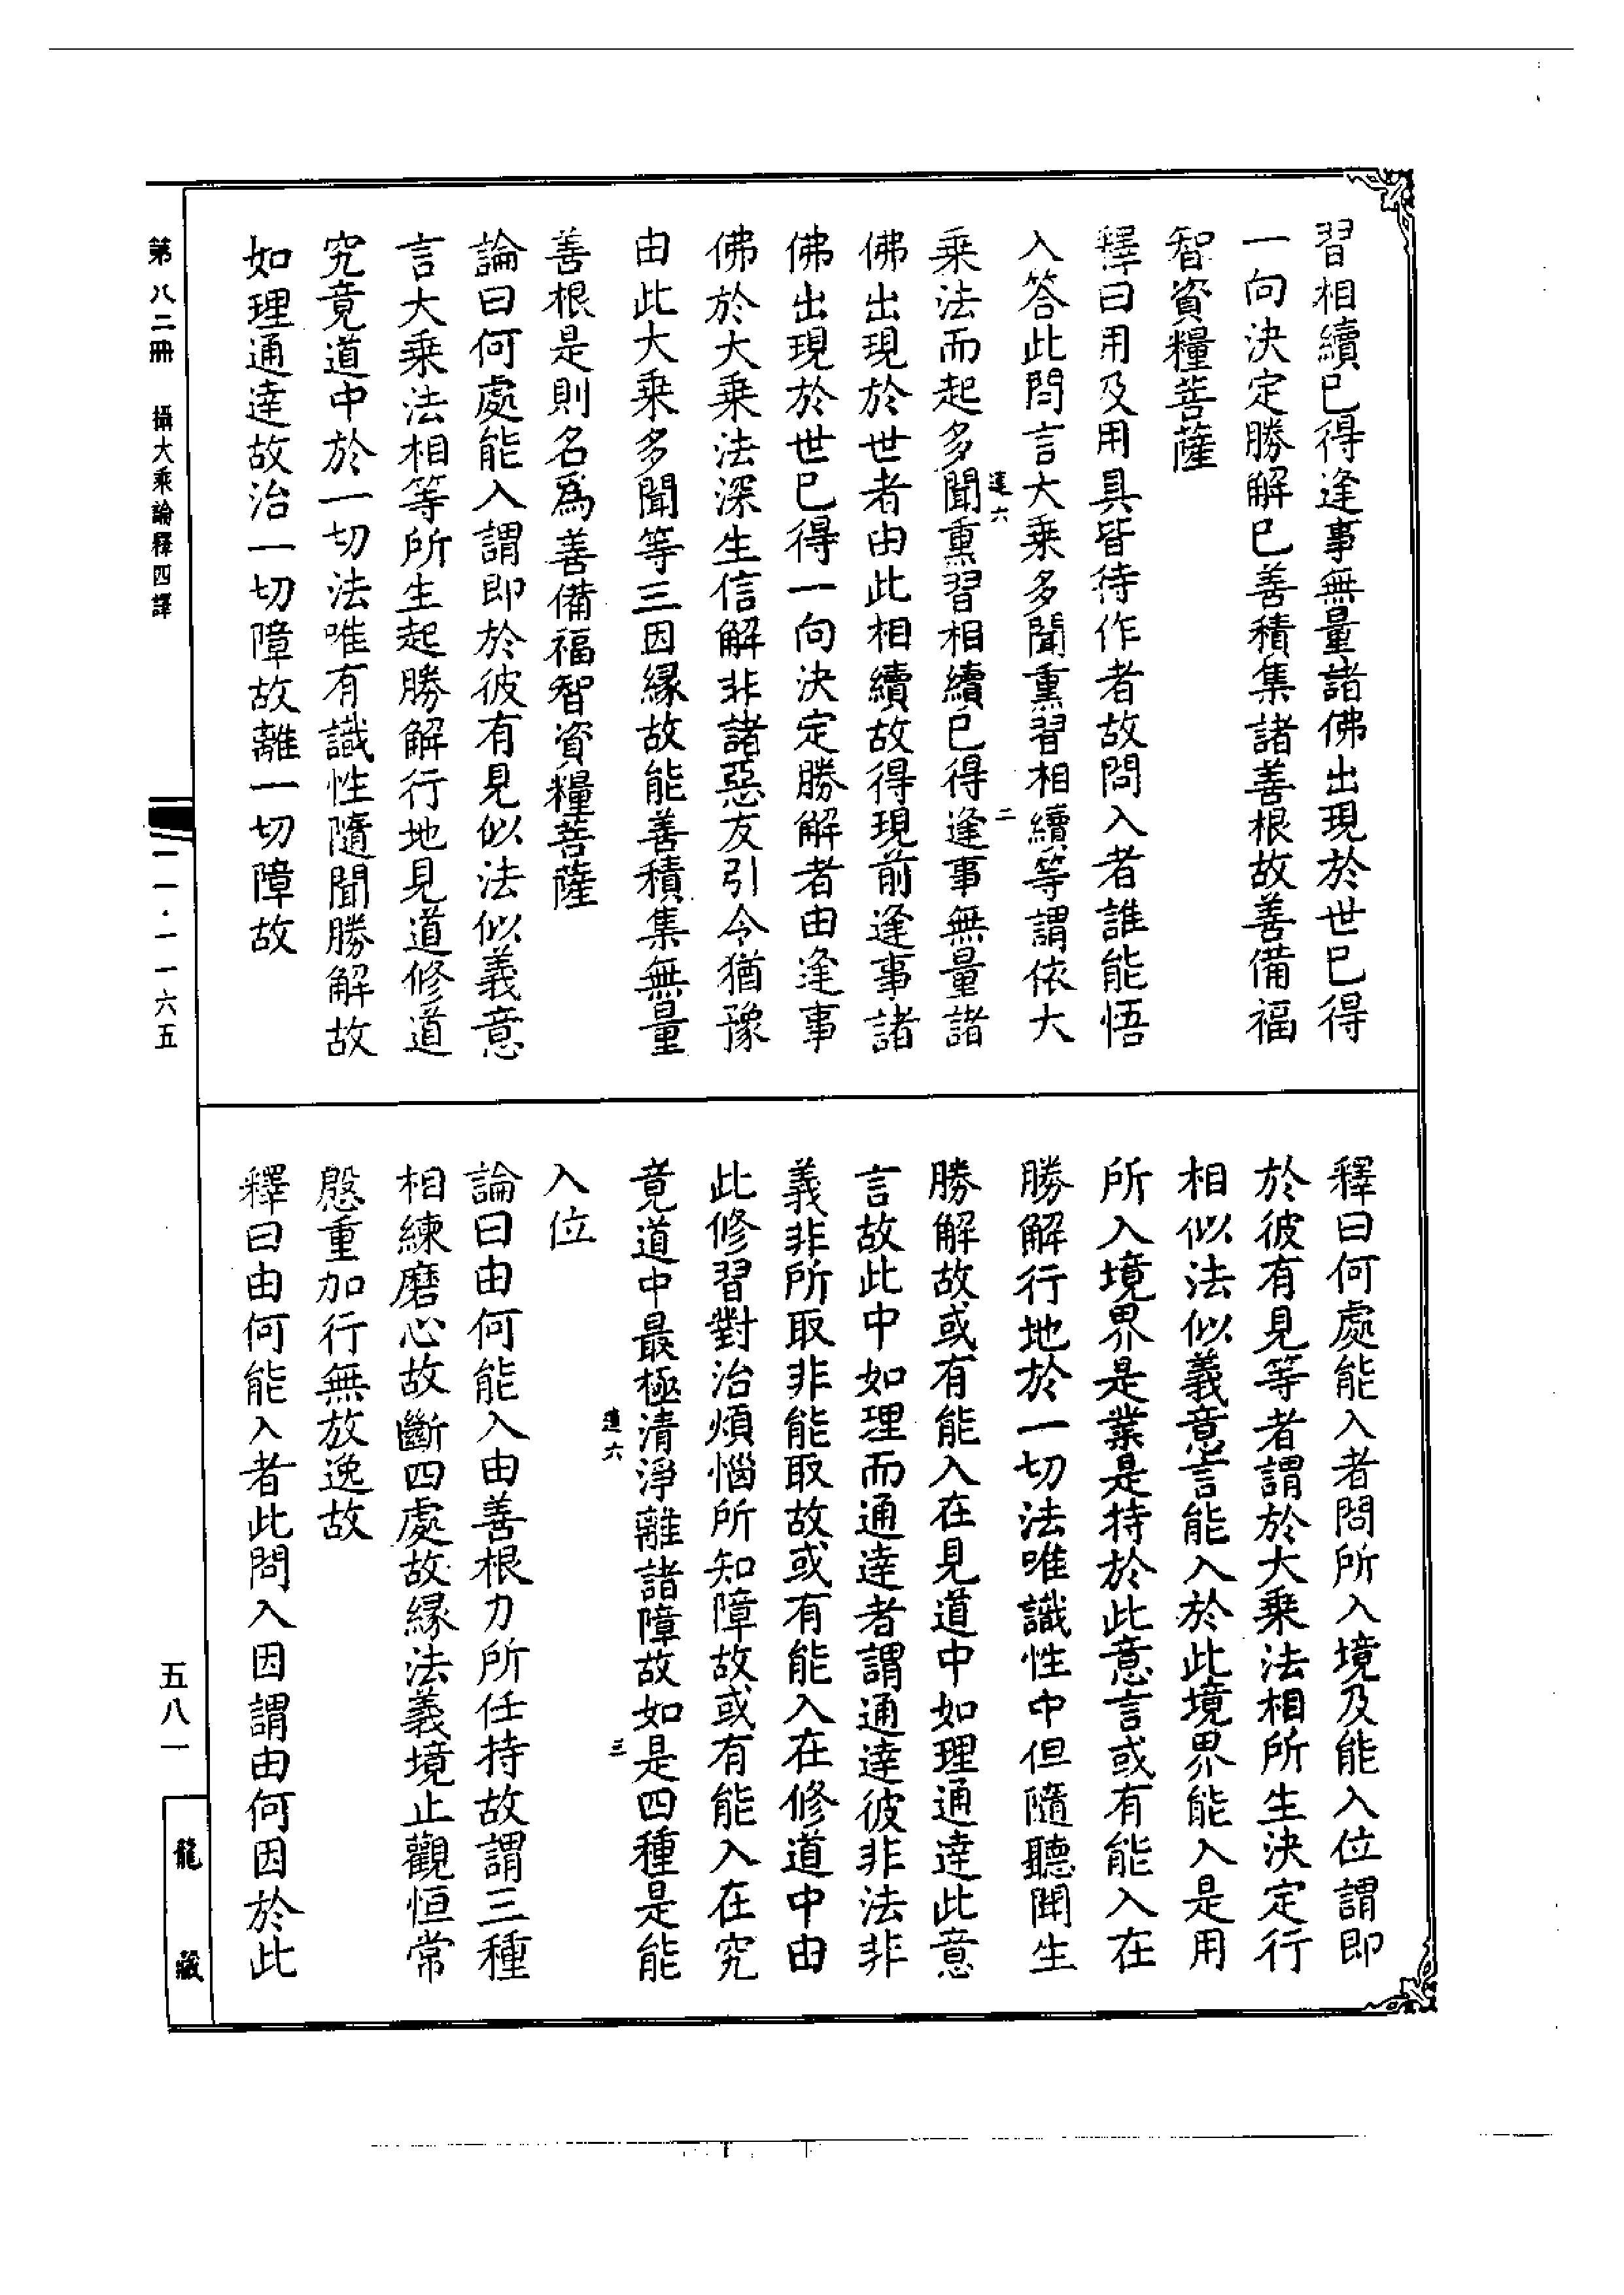 習相續已得逢事無量諸佛出現於世已得
一向決定勝解已善積集諸善根故善備福
智資糧菩薩
釋曰用及用具皆待作者故問入者誰能悟
入答此問言大乘多聞熏習相續等謂依大
乘法而起多聞熏習相續已得逢事無量諸
佛出現於世者由此相續故得現前逢事諸
佛出現於世已得一向決定勝解者由逢事
佛於大乘法深生信解非諸惡友引令猶豫
由此大乘多聞等三因緣故能善積集無量
善根是則名爲善備福智資糧菩薩
論曰何處能入謂即於彼有見似法似義意
言大乘法相等所生起勝解行地見道修道
究竟道中於一切法唯有識性隨聞勝解故
如理通達故治一切障故離一切障故
釋曰何處能入者問所入境及能入位謂即
於彼有見等者謂於大乘法相所生決定行
相似法似義意言能入於此境界能入是用
所入境界是業是持於此意言或有能入在
勝解行地於一切法唯識性中但隨聽聞生
勝解故或有能入在見道中如理通達此意
言故此中如理而通達者謂通達彼非法非
義非所取非能取故或有能入在修道中由
此修習對治煩惱所知障故或有能入在究
竟道中最極清淨離諸障故如是四種是能
入位
論曰由何能入由善根力所任持故謂三種
相練磨心故斷四處故緣法義境止觀恒常
慇重加行無放逸故
釋曰由何能入者此問入因謂由何因於此
六
二
六
三
第八二冊 攝大乘論釋四譯
一一·一一六五
五八一
龍藏